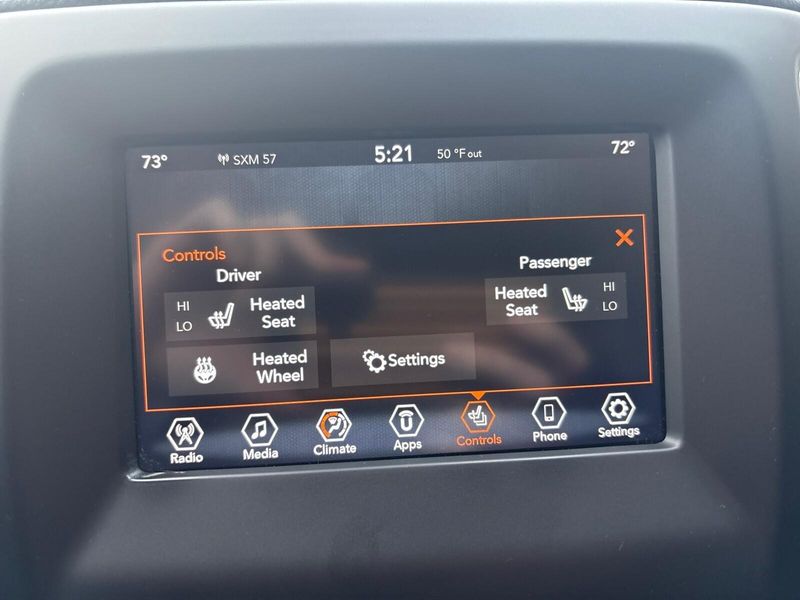 73° SXM 57 5:21 50 °F out 72°
Controls
Driver
Passenger
HI
LO
Heated
Seat
Heated
Seat
HI
LO
Heated
Wheel
Settings
Radio Media Climate Apps Controls Phone Settings